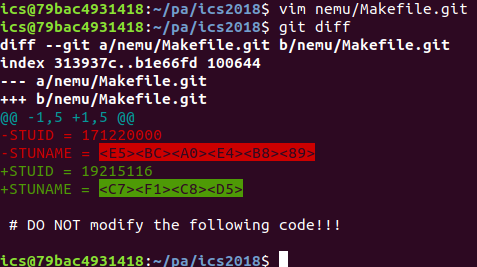 ics@79bac4931418:~/pa/ics2018$ vim nemu/Makefile.git
ics@79bac4931418:~/pa/ics2018$ git diff
diff --git a/nemu/Makefile.git b/nemu/Makefile.git
index 313937c..b1e66fd 100644
--- a/nemu/Makefile.git
+++ b/nemu/Makefile.git
@@ -1,5 +1,5 @@
-STUID = 171220000
-STUNAME = <E5><BC><A0><E4><B8><89>
+STUID = 19215116
+STUNAME = <C7><F1><C8><D5>
 # DO NOT modify the following code!!!
ics@79bac4931418:~/pa/ics2018$